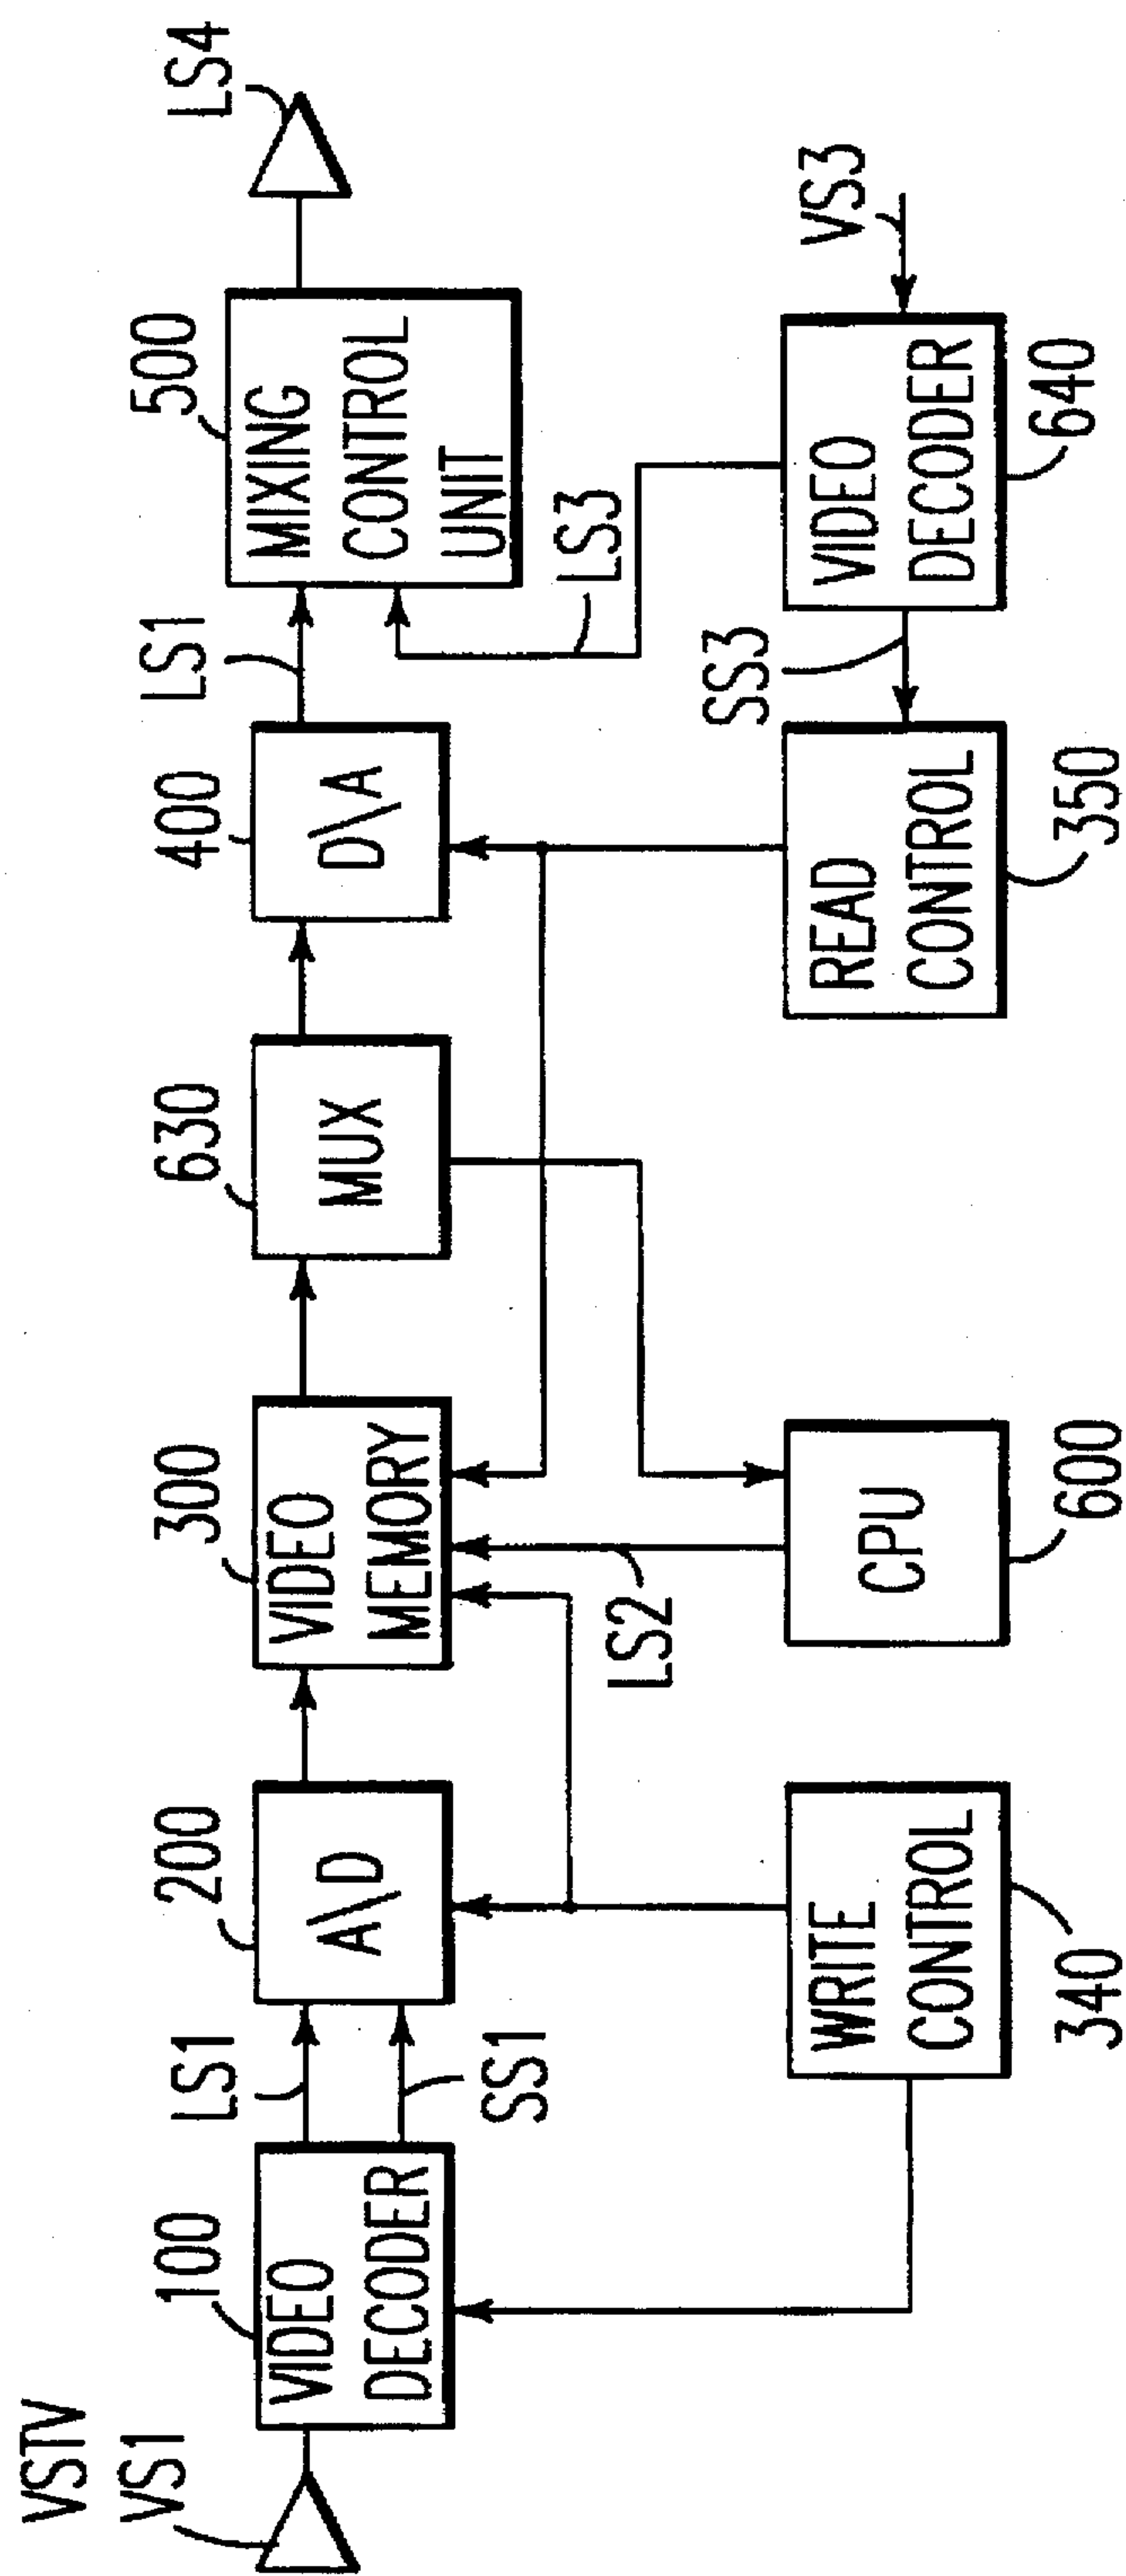 VSTV
VS1
100
VIDEO
DECODER
LS1
SS1
200
A\D
300
VIDEO
MEMORY
630
MUX
400
D\A
LS1
500
MIXING
CONTROL
UNIT
LS4
LS2
LS3
WRITE
CONTROL
340
CPU
600
READ
CONTROL
350
SS3
VIDEO
DECODER
640
VS3